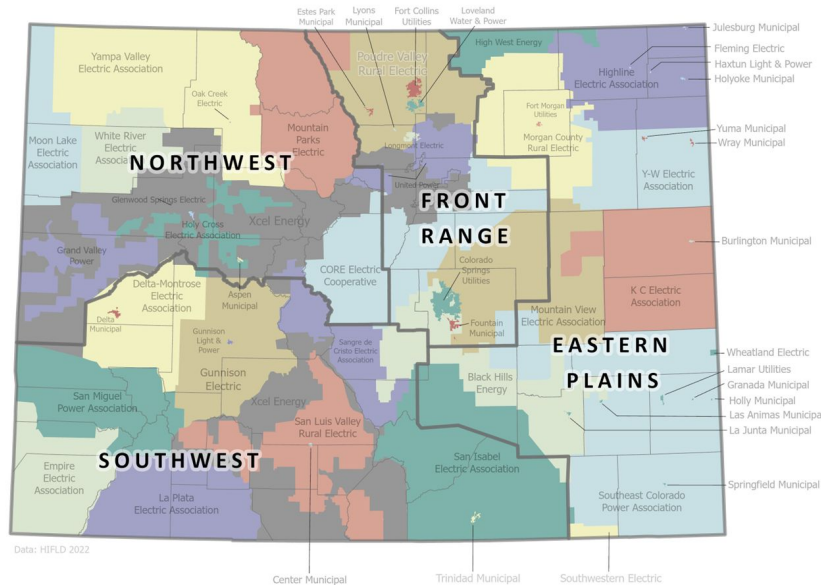 Estes Park
Municipal
Lyons
Municipal
Fort Collins
Utilities
Loveland
Water & Power
Julesburg Municipal
Fleming Electric
Haxtun Light & Power
Holyoke Municipal
High West Energy
Yampa Valley
Electric Association
Poudre Valley
Rural Electric
Highline
Electric Association
Oak Creek
Electric
Fort Morgan
Utilities
Morgan County
Rural Electric
Yuma Municipal
Wray Municipal
Moon Lake
Electric
Association
White River
Electric
Association
Mountain
Parks
Electric
Longmont Electric
United Power
NORTHWEST
Y-W Electric
Association
FRONT
RANGE
Glenwood Springs Electric
Holy Cross
Electric Association
Xcel Energy
Grand Valley
Power
CORE Electric
Cooperative
Colorado
Springs
Utilities
Burlington Municipal
K C Electric
Association
Delta-Montrose
Electric
Association
Aspen
Municipal
Delta
Municipal
Gunnison
Light &
Power
Gunnison
Electric
Fountain
Municipal
Mountain View
Electric Association
Sangre de
Cristo Electric
Association
EASTERN
PLAINS
Wheatland Electric
Lamar Utilities
Granada Municipal
Holly Municipal
Las Animas Municipa
La Junta Municipal
Black Hills
Energy
San Miguel
Power Association
Xcel Energy
San Luis Valley
Rural Electric
SOUTHWEST
San Isabel
Electric Association
Empire
Electric
Association
La Plata
Electric Association
Southeast Colorado
Power Association
Springfield Municipal
Data: HIFLD 2022
Center Municipal
Trinidad Municipal
Southwestern Electric